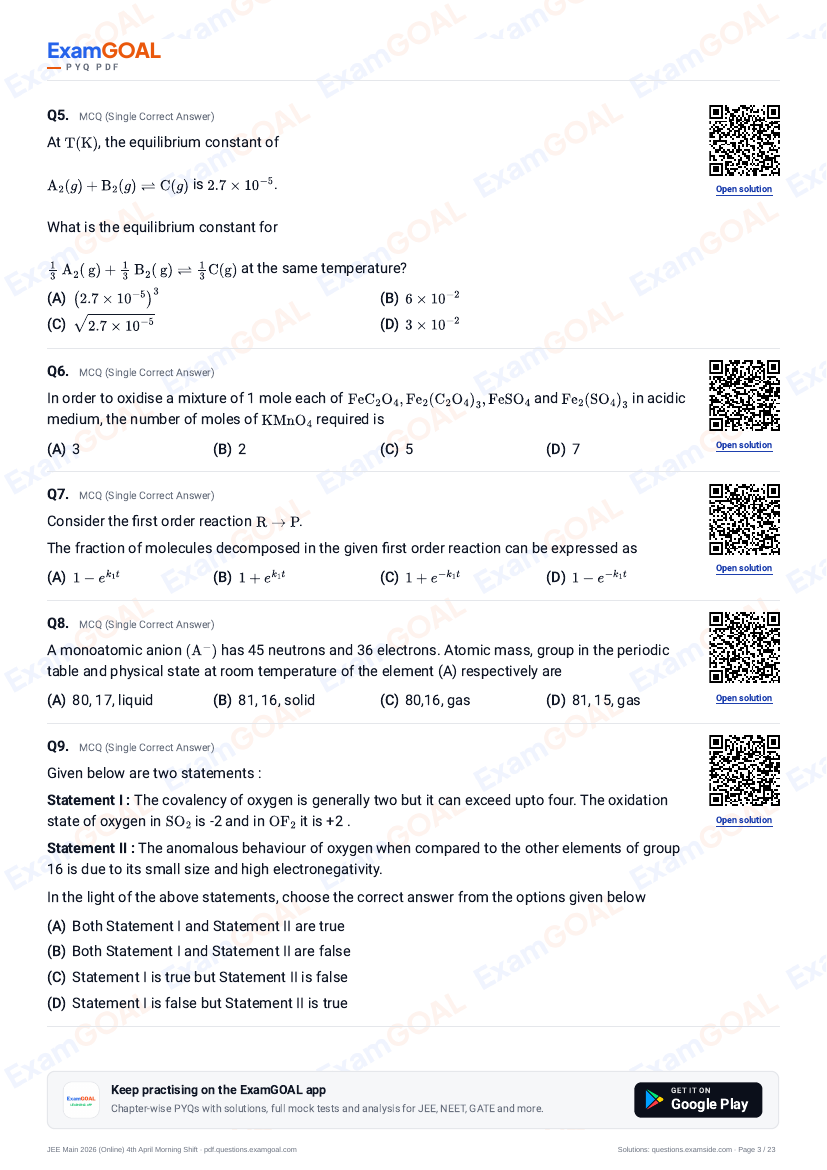 ExamGOAL
PYQ PDF
Q5. MCQ (Single Correct Answer)
At T(K), the equilibrium constant of
A₂(g) + B₂(g) ⇌ C(g) is 2.7 × 10⁻⁵.
What is the equilibrium constant for
1/3 A₂( g) + 1/3 B₂( g) ⇌ 1/3 C(g) at the same temperature?
(A) (2.7 × 10⁻⁵)³ (B) 6 × 10⁻²
(C) √(2.7 × 10⁻⁵) (D) 3 × 10⁻²
Open solution
Q6. MCQ (Single Correct Answer)
In order to oxidise a mixture of 1 mole each of FeC₂O₄, Fe₂(C₂O₄)₃, FeSO₄ and Fe₂(SO₄)₃ in acidic
medium, the number of moles of KMnO₄ required is
(A) 3 (B) 2 (C) 5 (D) 7
Open solution
Q7. MCQ (Single Correct Answer)
Consider the first order reaction R → P.
The fraction of molecules decomposed in the given first order reaction can be expressed as
(A) 1 − e^{k₁t} (B) 1 + e^{k₁t} (C) 1 + e^{−k₁t} (D) 1 − e^{−k₁t}
Open solution
Q8. MCQ (Single Correct Answer)
A monoatomic anion (A⁻) has 45 neutrons and 36 electrons. Atomic mass, group in the periodic
table and physical state at room temperature of the element (A) respectively are
(A) 80, 17, liquid (B) 81, 16, solid (C) 80,16, gas (D) 81, 15, gas
Open solution
Q9. MCQ (Single Correct Answer)
Given below are two statements :
Statement I : The covalency of oxygen is generally two but it can exceed upto four. The oxidation
state of oxygen in SO₂ is -2 and in OF₂ it is +2 .
Statement II : The anomalous behaviour of oxygen when compared to the other elements of group
16 is due to its small size and high electronegativity.
In the light of the above statements, choose the correct answer from the options given below
(A) Both Statement I and Statement II are true
(B) Both Statement I and Statement II are false
(C) Statement I is true but Statement II is false
(D) Statement I is false but Statement II is true
Open solution
ExamGOAL
Keep practising on the ExamGOAL app
Chapter-wise PYQs with solutions, full mock tests and analysis for JEE, NEET, GATE and more.
GET IT ON
Google Play
JEE Main 2026 (Online) 4th April Morning Shift · pdf.questions.examgoal.com
Solutions: questions.examside.com · Page 3 / 23